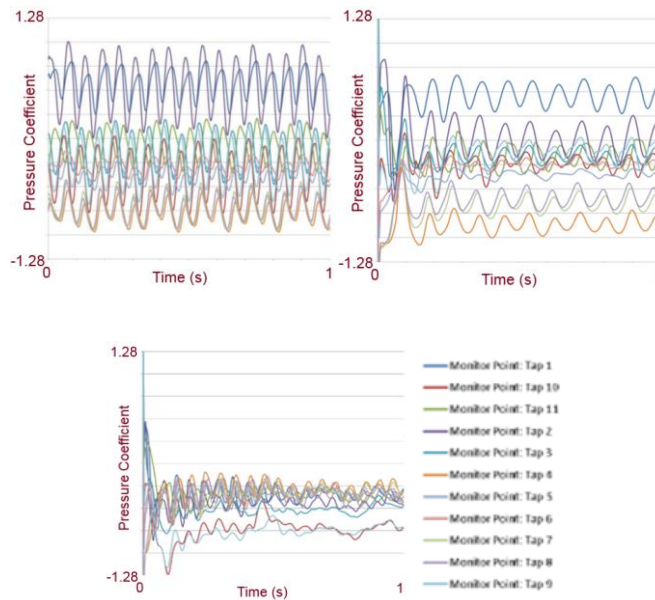 1.28
Pressure Coefficient
-1.28
0
Time (s)
1
1.28
Pressure Coefficient
-1.28
0
Time (s)
1.28
Pressure Coefficient
-1.28
0
Time (s)
1
Monitor Point: Tap 1
Monitor Point: Tap 10
Monitor Point: Tap 11
Monitor Point: Tap 2
Monitor Point: Tap 3
Monitor Point: Tap 4
Monitor Point: Tap 5
Monitor Point: Tap 6
Monitor Point: Tap 7
Monitor Point: Tap 8
Monitor Point: Tap 9